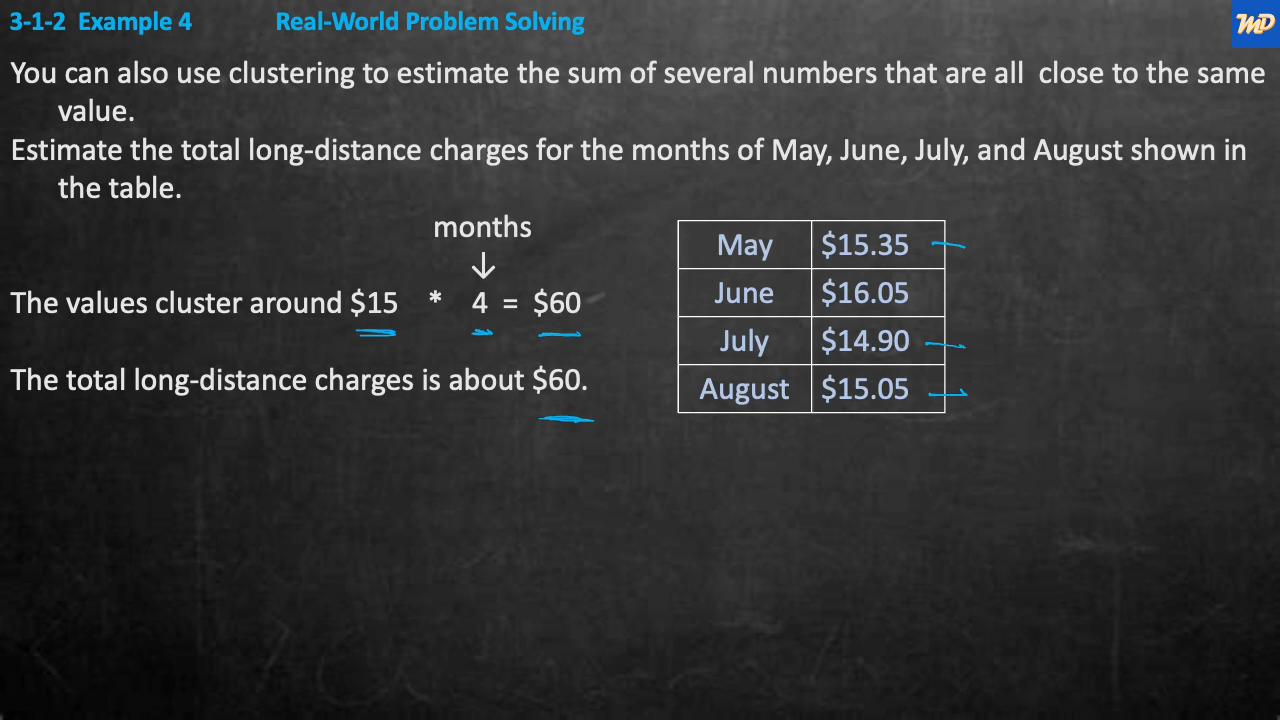 3-1-2 Example 4 Real-World Problem Solving
MD
You can also use clustering to estimate the sum of several numbers that are all close to the same
value.
Estimate the total long-distance charges for the months of May, June, July, and August shown in
the table.
months
↓
The values cluster around $15 * 4 = $60
The total long-distance charges is about $60.
May $15.35
June $16.05
July $14.90
August $15.05